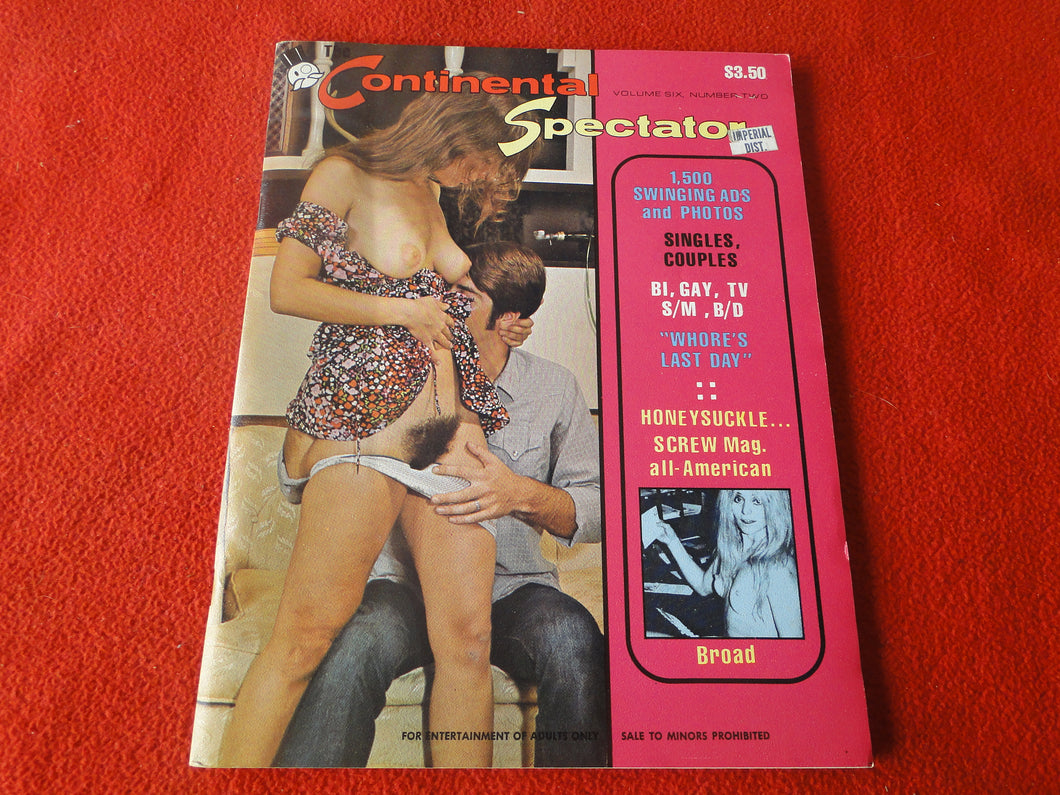 The
Continental
Spectator
$3.50
VOLUME SIX, NUMBER TWO
IMPERIAL
DIST.
1,500
SWINGING ADS
and PHOTOS
SINGLES,
COUPLES
BI, GAY, TV
S/M , B/D
"WHORE'S
LAST DAY"
HONEYSUCKLE...
SCREW Mag.
all-American
Broad
FOR ENTERTAINMENT OF ADULTS ONLY
SALE TO MINORS PROHIBITED